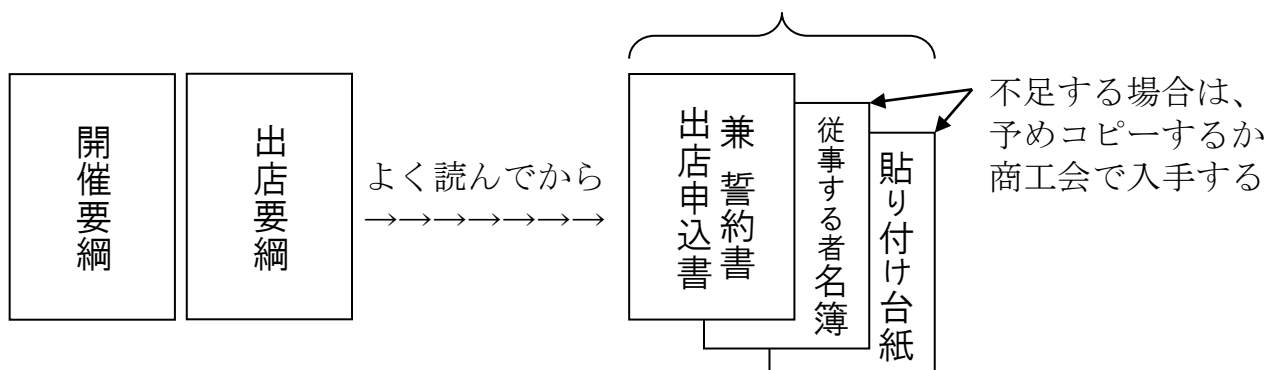 開催要綱
出店要綱
よく読んでから
→→→→→→→
兼 誓約書
出店申込書
従事する者名簿
貼り付け台紙
不足する場合は、
予めコピーするか
商工会で入手する